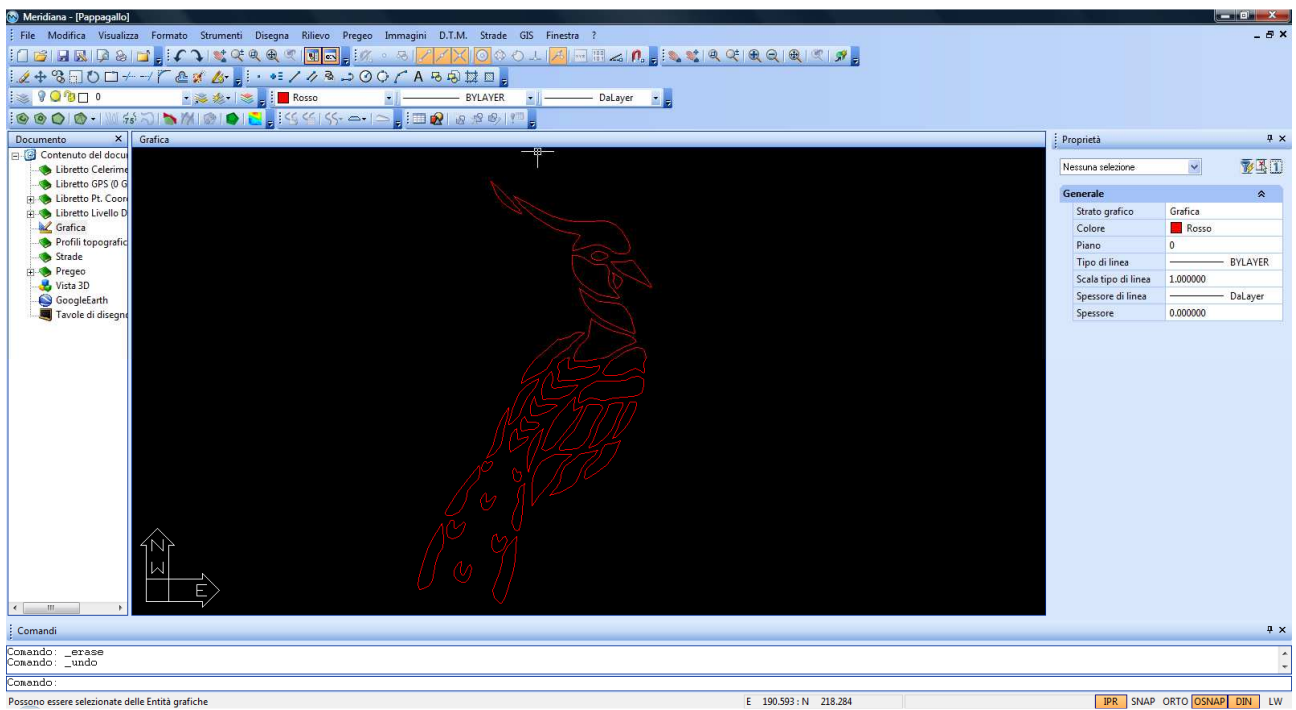 Meridiana - [Pappagallo]
File Modifica Visualizza Formato Strumenti Disegna Rilievo Pregeo Immagini D.T.M. Strade GIS Finestra ?
0 Rosso BYLAYER DaLayer
Documento
Contenuto del docu
Libretto Celerime
Libretto GPS (0 G
Libretto Pt. Coor
Libretto Livello D
Grafica
Profili topografic
Strade
Pregeo
Vista 3D
GoogleEarth
Tavole di disegn
Grafica
N
W
E
Proprietà
Nessuna selezione
Generale
Strato grafico Grafica
Colore Rosso
Piano 0
Tipo di linea BYLAYER
Scala tipo di linea 1.000000
Spessore di linea DaLayer
Spessore 0.000000
Comandi
Comando: _erase
Comando: _undo
Comando:
Possono essere selezionate delle Entità grafiche E 190.593 : N 218.284 IPR SNAP ORTO OSNAP DIN LW